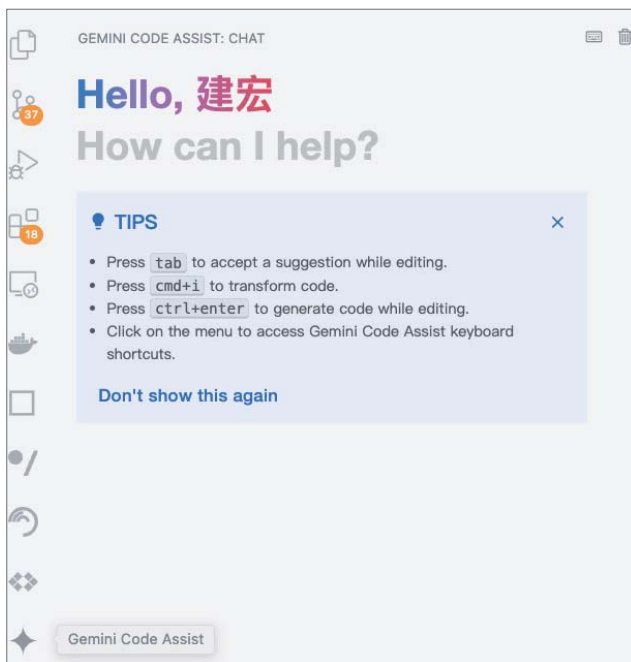 GEMINI CODE ASSIST: CHAT
Hello, 建宏
37
How can I help?
TIPS
18
• Press tab to accept a suggestion while editing.
• Press cmd+i to transform code.
• Press ctrl+enter to generate code while editing.
• Click on the menu to access Gemini Code Assist keyboard
shortcuts.
Don't show this again
Gemini Code Assist